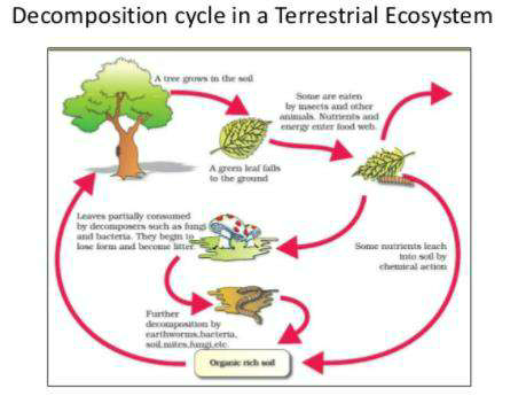 Decomposition cycle in a Terrestrial Ecosystem
A tree grows in the soil
Some are eaten
by insects and other
animals. Nutrients and
energy enter food web.
A green leaf falls
to the ground
Leaves partially consumed
by decomposers such as fungi
and bacteria. They begin to
lose form and become litter
Some nutrients leach
into soil by
chemical action
Further
decomposition by
earthworms,bacteria,
soil,mites,fungi,etc.
Organic rich soil